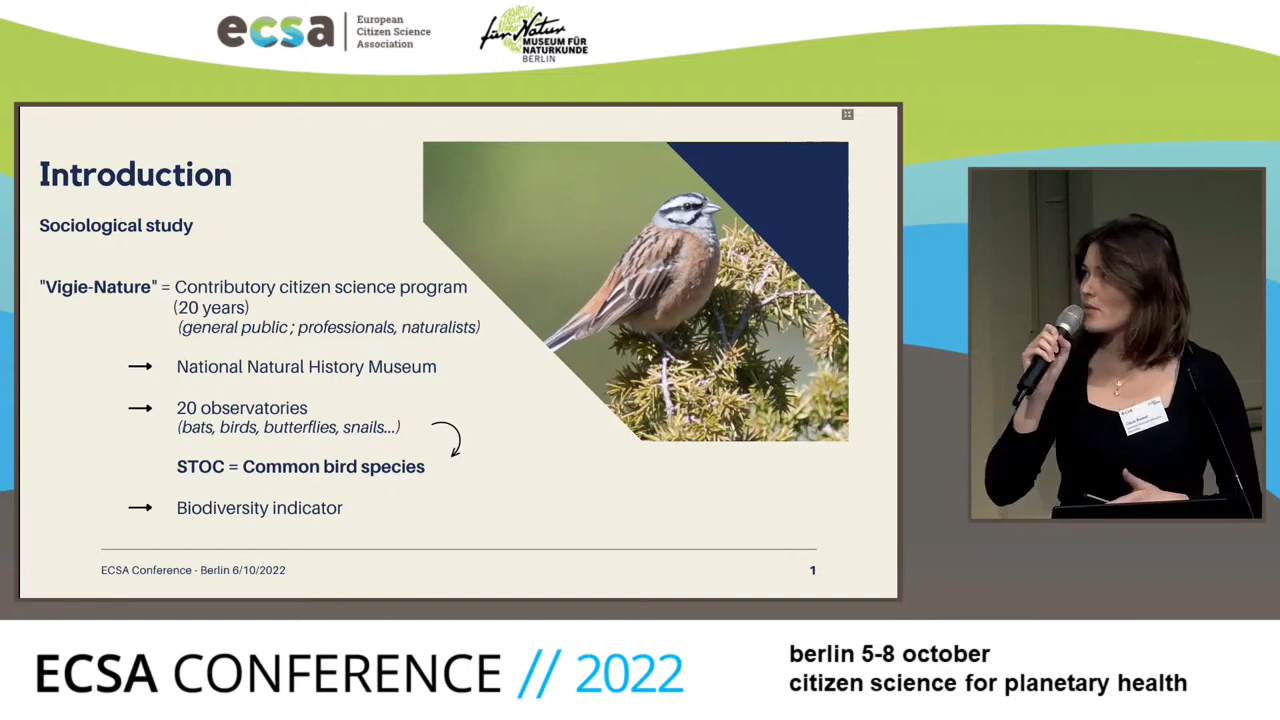 ecsa
European
Citizen Science
Association
für Natur
MUSEUM FÜR
NATURKUNDE
BERLIN
Introduction
Sociological study
"Vigie-Nature" = Contributory citizen science program
(20 years)
(general public ; professionals, naturalists)
→ National Natural History Museum
→ 20 observatories
(bats, birds, butterflies, snails...)
STOC = Common bird species
→ Biodiversity indicator
ECSA Conference - Berlin 6/10/2022
1
ecsa
ECSA CONFERENCE // 2022
berlin 5-8 october
citizen science for planetary health